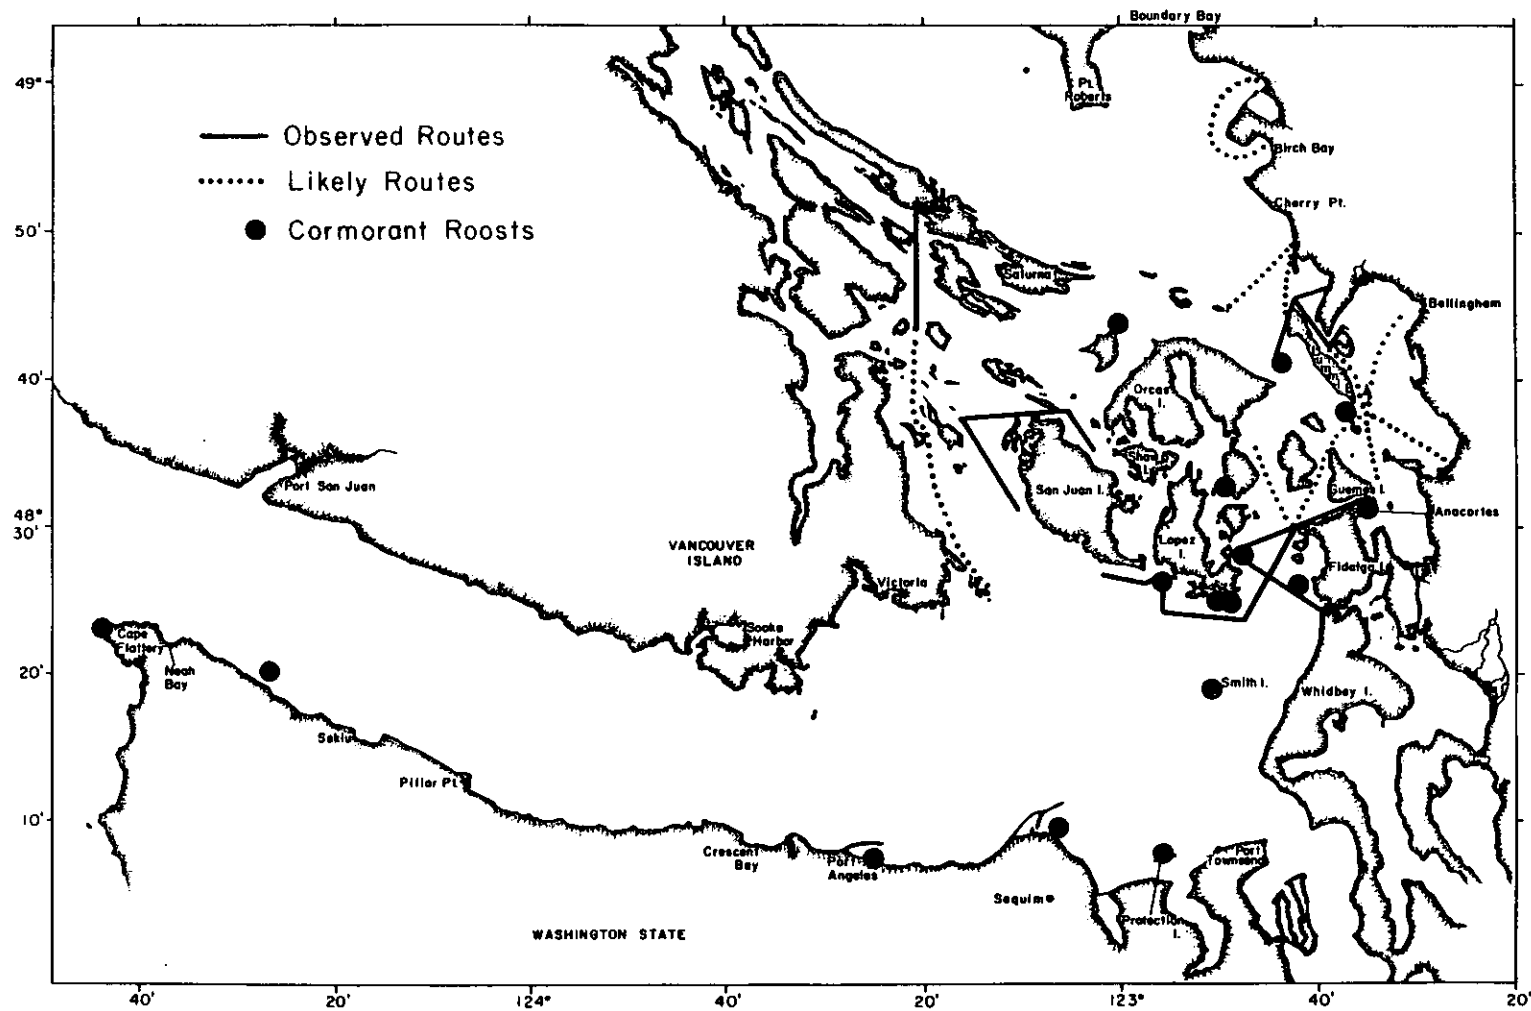 Boundary Bay
49°
Pt.
Roberts
Observed Routes
Birch Bay
Likely Routes
Cherry Pt.
50'
Cormorant Roosts
Saturna I.
Bellingham
40'
Orcas
I.
Port San Juan
San Juan I.
Guemes I.
Anacortes
48°
30'
VANCOUVER
ISLAND
Lopez
I.
Fidalgo I.
Victoria
Cape
Flattery
Sooke
Harbor
Neah
Bay
20'
Smith I.
Whidbey I.
Sekiu
Pillar Pt.
10'
Crescent
Bay
Port
Angeles
Port
Townsend
Sequim
Protection
I.
WASHINGTON STATE
40'
20'
124°
40'
20'
123°
40'
20'